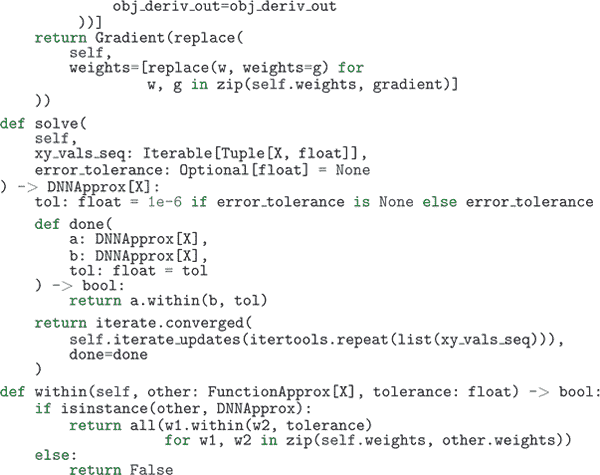 obj_deriv_out=obj_deriv_out
))]
return Gradient(replace(
self,
weights=[replace(w, weights=g) for
w, g in zip(self.weights, gradient)]
))
def solve(
self,
xy_vals_seq: Iterable[Tuple[X, float]],
error_tolerance: Optional[float] = None
) -> DNNApprox[X]:
tol: float = 1e-6 if error_tolerance is None else error_tolerance
def done(
a: DNNApprox[X],
b: DNNApprox[X],
tol: float = tol
) -> bool:
return a.within(b, tol)
return iterate.converged(
self.iterate_updates(itertools.repeat(list(xy_vals_seq))),
done=done
)
def within(self, other: FunctionApprox[X], tolerance: float) -> bool:
if isinstance(other, DNNApprox):
return all(w1.within(w2, tolerance)
for w1, w2 in zip(self.weights, other.weights))
else:
return False